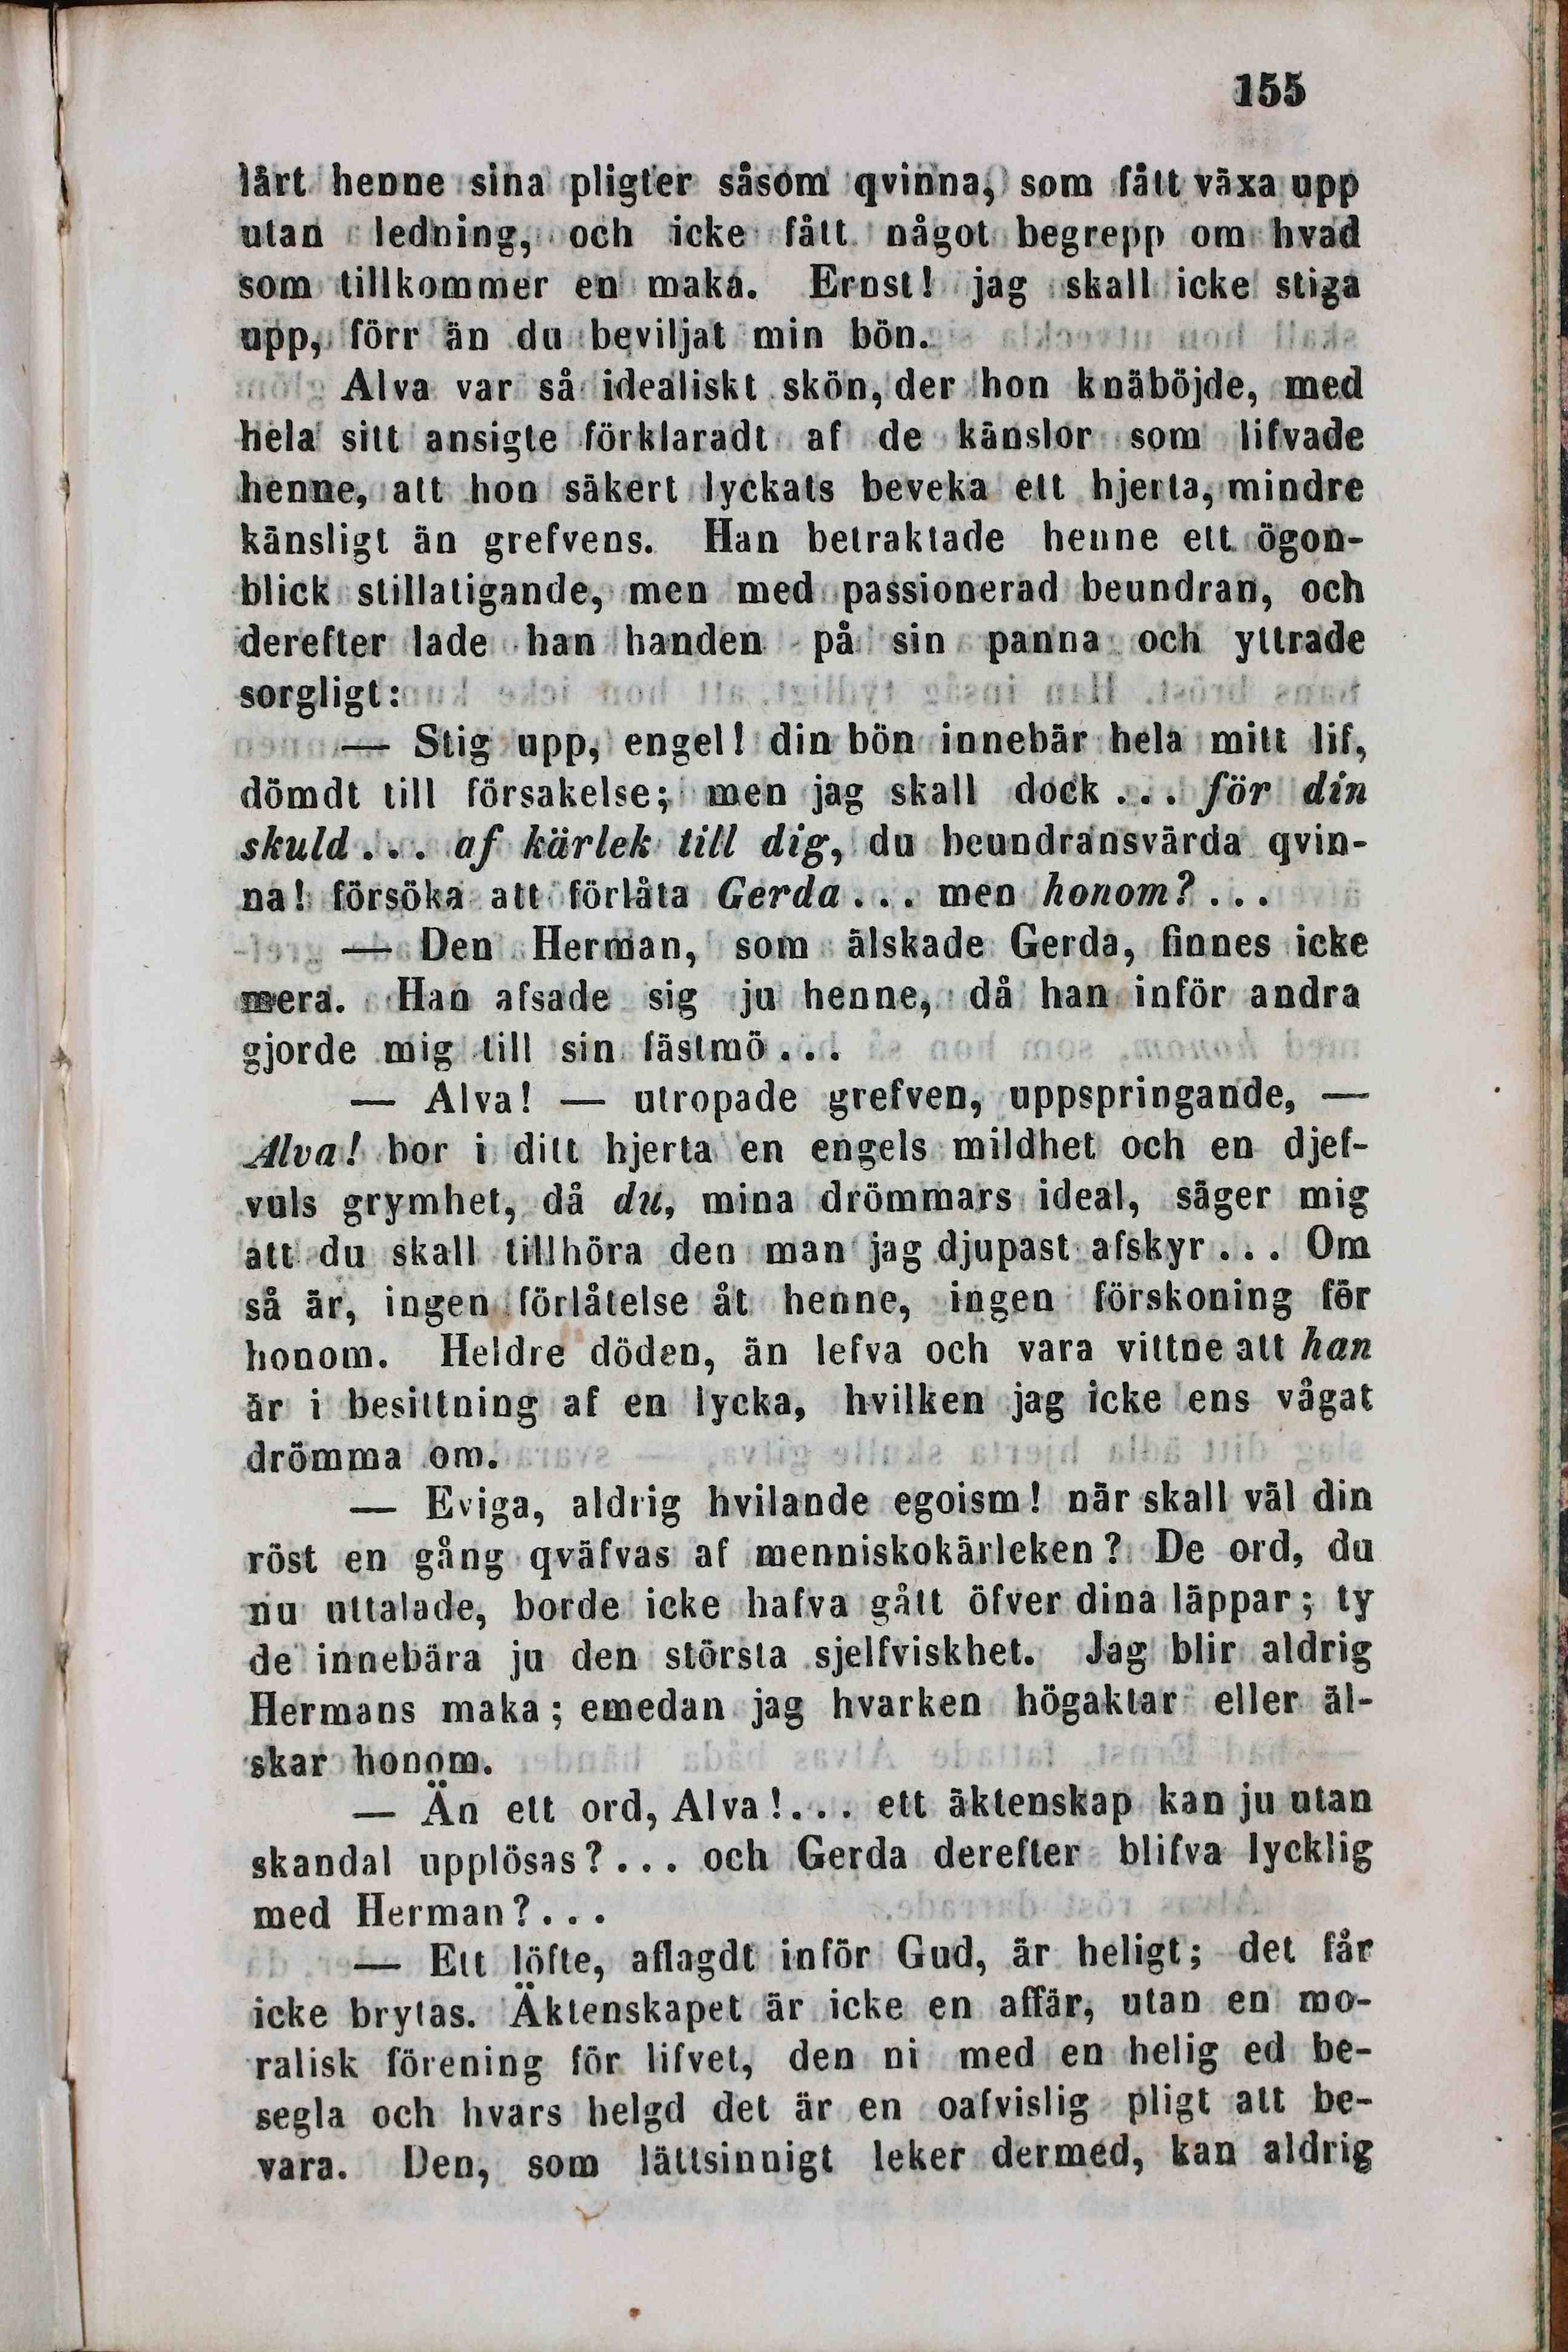 155
lärt henne sina pligter såsom qvinna, som fått växa upp
utan ledning, och icke fått något begrepp om hvad
som tillkommer en maka. Ernst! jag skall icke stiga
upp, förr än du beviljat min bön.
Alva var så idealiskt skön, der hon knäböjde, med
hela sitt ansigte förklaradt af de känslor som lifvade
henne, att hon säkert lyckats beveka ett hjerta, mindre
känsligt än grefvens. Han betraktade henne ett ögon-
blick stillatigande, men med passionerad beundran, och
derefter lade han handen på sin panna och yttrade
sorgligt:
— Stig upp, engel! din bön innebär hela mitt lif,
dömdt till försakelse; men jag skall dock ... för din
skuld ... af kärlek till dig, du beundransvärda qvin-
na! försöka att förlåta Gerda ... men honom? ...
— Den Herman, som älskade Gerda, finnes icke
mera. Han afsade sig ju henne, då han inför andra
gjorde mig till sin fästmö ...
— Alva! — utropade grefven, uppspringande, —
Alva! bor i ditt hjerta en engels mildhet och en djef-
vuls grymhet, då du, mina drömmars ideal, säger mig
att du skall tillhöra den man jag djupast afskyr ... Om
så är, ingen förlåtelse åt henne, ingen förskoning för
honom. Heldre döden, än lefva och vara vittne att han
är i besittning af en lycka, hvilken jag icke ens vågat
drömma om.
— Eviga, aldrig hvilande egoism! när skall väl din
röst en gång qväfvas af menniskokärleken? De ord, du
nu uttalade, borde icke hafva gått öfver dina läppar; ty
de innebära ju den största sjelfviskhet. Jag blir aldrig
Hermans maka; emedan jag hvarken högaktar eller äl-
skar honom.
— Än ett ord, Alva!... ett äktenskap kan ju utan
skandal upplösas? ... och Gerda derefter blifva lycklig
med Herman? ...
— Ett löfte, aflagdt inför Gud, är heligt; det får
icke brytas. Äktenskapet är icke en affär, utan en mo-
ralisk förening för lifvet, den ni med en helig ed be-
segla och hvars helgd det är en oafvislig pligt att be-
vara. Den, som lättsinnigt leker dermed, kan aldrig